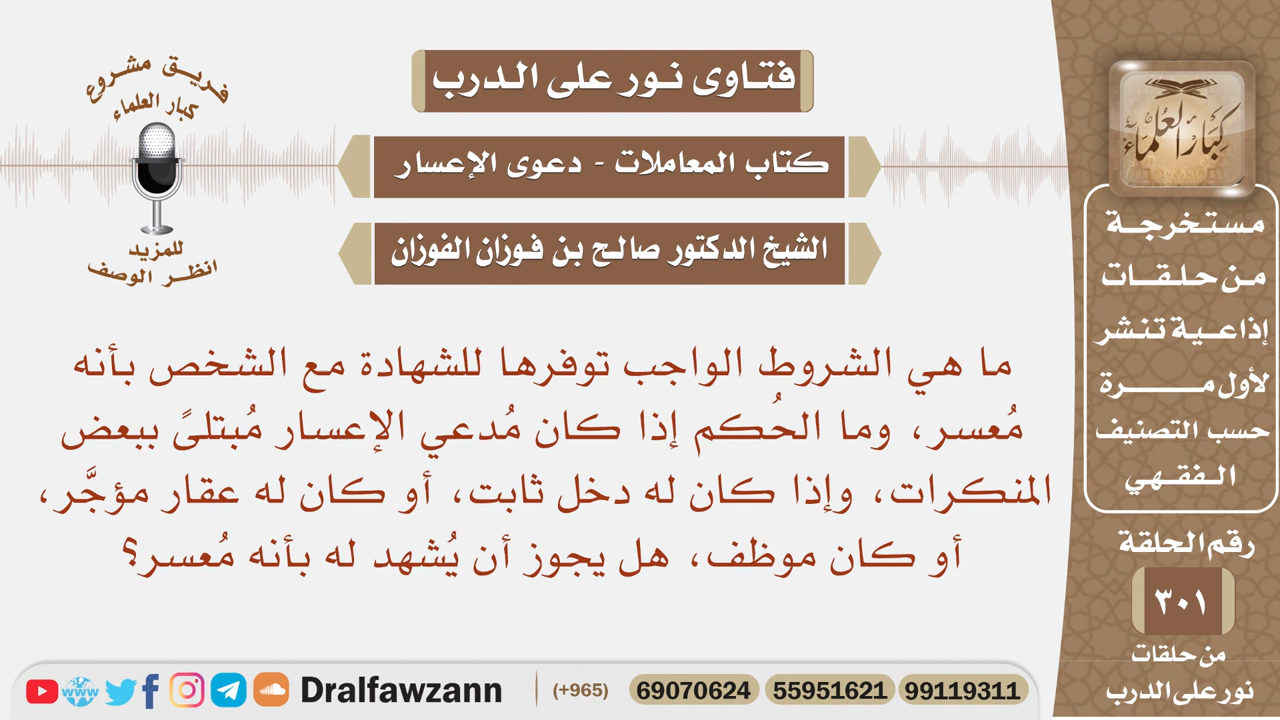 فتاوى نور على الدرب
كتاب المعاملات - دعوى الإعسار
الشيخ الدكتور صالح بن فوزان الفوزان
فريق مشروع
كبار العلماء
للمزيد
انظر الوصف
كبار العلماء
مستخرجة
من حلقات
إذاعية تنشر
لأول مرة
حسب التصنيف
الفقهي
رقم الحلقة
٣٠١
من حلقات
نور على الدرب
ما هي الشروط الواجب توفرها للشهادة مع الشخص بأنه
مُعسر، وما الحُكم إذا كان مُدعي الإعسار مُبتلىً ببعض
المنكرات، وإذا كان له دخل ثابت، أو كان له عقار مؤجَّر،
أو كان موظف، هل يجوز أن يُشهد له بأنه مُعسر؟
www
Dralfawzann
(+965)
69070624
55951621
99119311